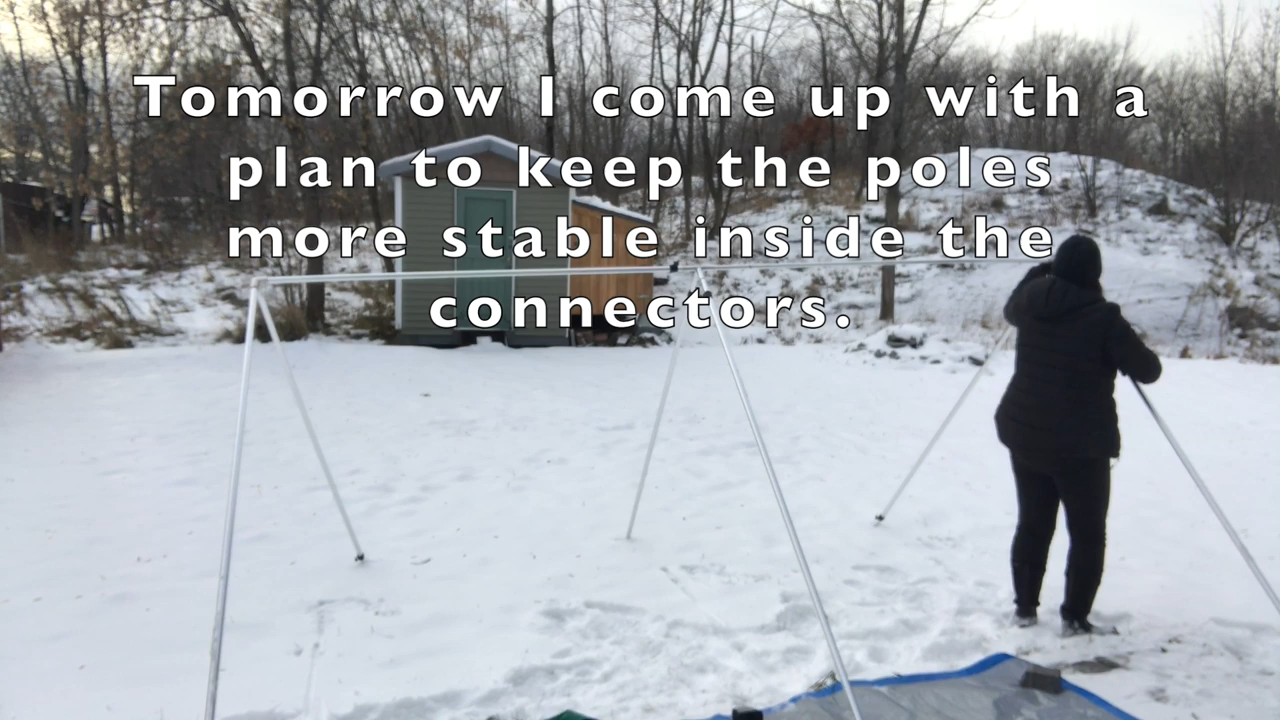 Tomorrow I come up with a
plan to keep the poles
more stable inside the
connectors.